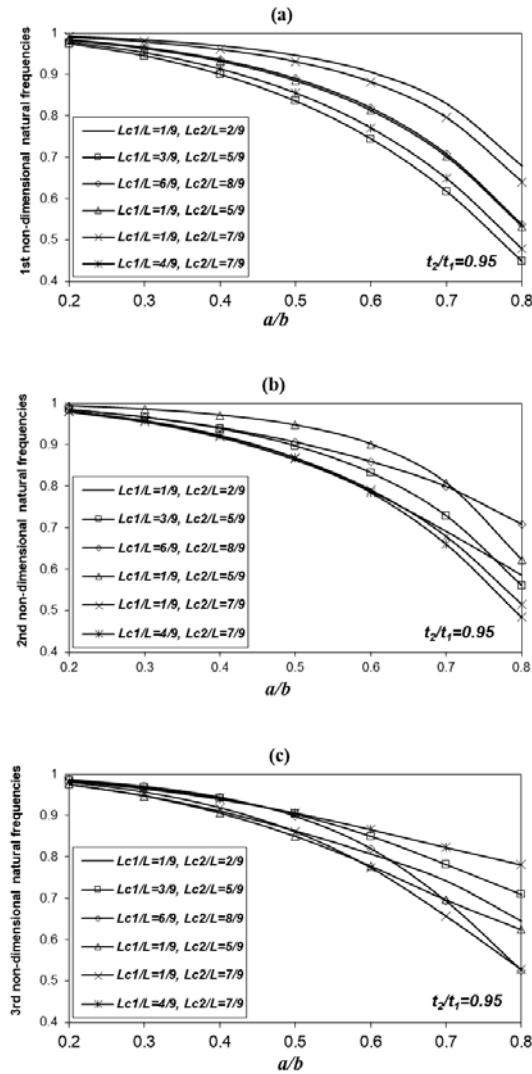 (a)
1
0.9
0.8
0.7
0.6
0.5
0.4
1st non-dimensional natural frequencies
Lc1/L=1/9, Lc2/L=2/9
Lc1/L=3/9, Lc2/L=5/9
Lc1/L=6/9, Lc2/L=8/9
Lc1/L=1/9, Lc2/L=5/9
Lc1/L=1/9, Lc2/L=7/9
Lc1/L=4/9, Lc2/L=7/9
t2/t1=0.95
0.2 0.3 0.4 0.5 0.6 0.7 0.8
a/b
(b)
1
0.9
0.8
0.7
0.6
0.5
0.4
2nd non-dimensional natural frequencies
Lc1/L=1/9, Lc2/L=2/9
Lc1/L=3/9, Lc2/L=5/9
Lc1/L=6/9, Lc2/L=8/9
Lc1/L=1/9, Lc2/L=5/9
Lc1/L=1/9, Lc2/L=7/9
Lc1/L=4/9, Lc2/L=7/9
t2/t1=0.95
0.2 0.3 0.4 0.5 0.6 0.7 0.8
a/b
(c)
1
0.9
0.8
0.7
0.6
0.5
0.4
3rd non-dimensional natural frequencies
Lc1/L=1/9, Lc2/L=2/9
Lc1/L=3/9, Lc2/L=5/9
Lc1/L=6/9, Lc2/L=8/9
Lc1/L=1/9, Lc2/L=5/9
Lc1/L=1/9, Lc2/L=7/9
Lc1/L=4/9, Lc2/L=7/9
t2/t1=0.95
0.2 0.3 0.4 0.5 0.6 0.7 0.8
a/b